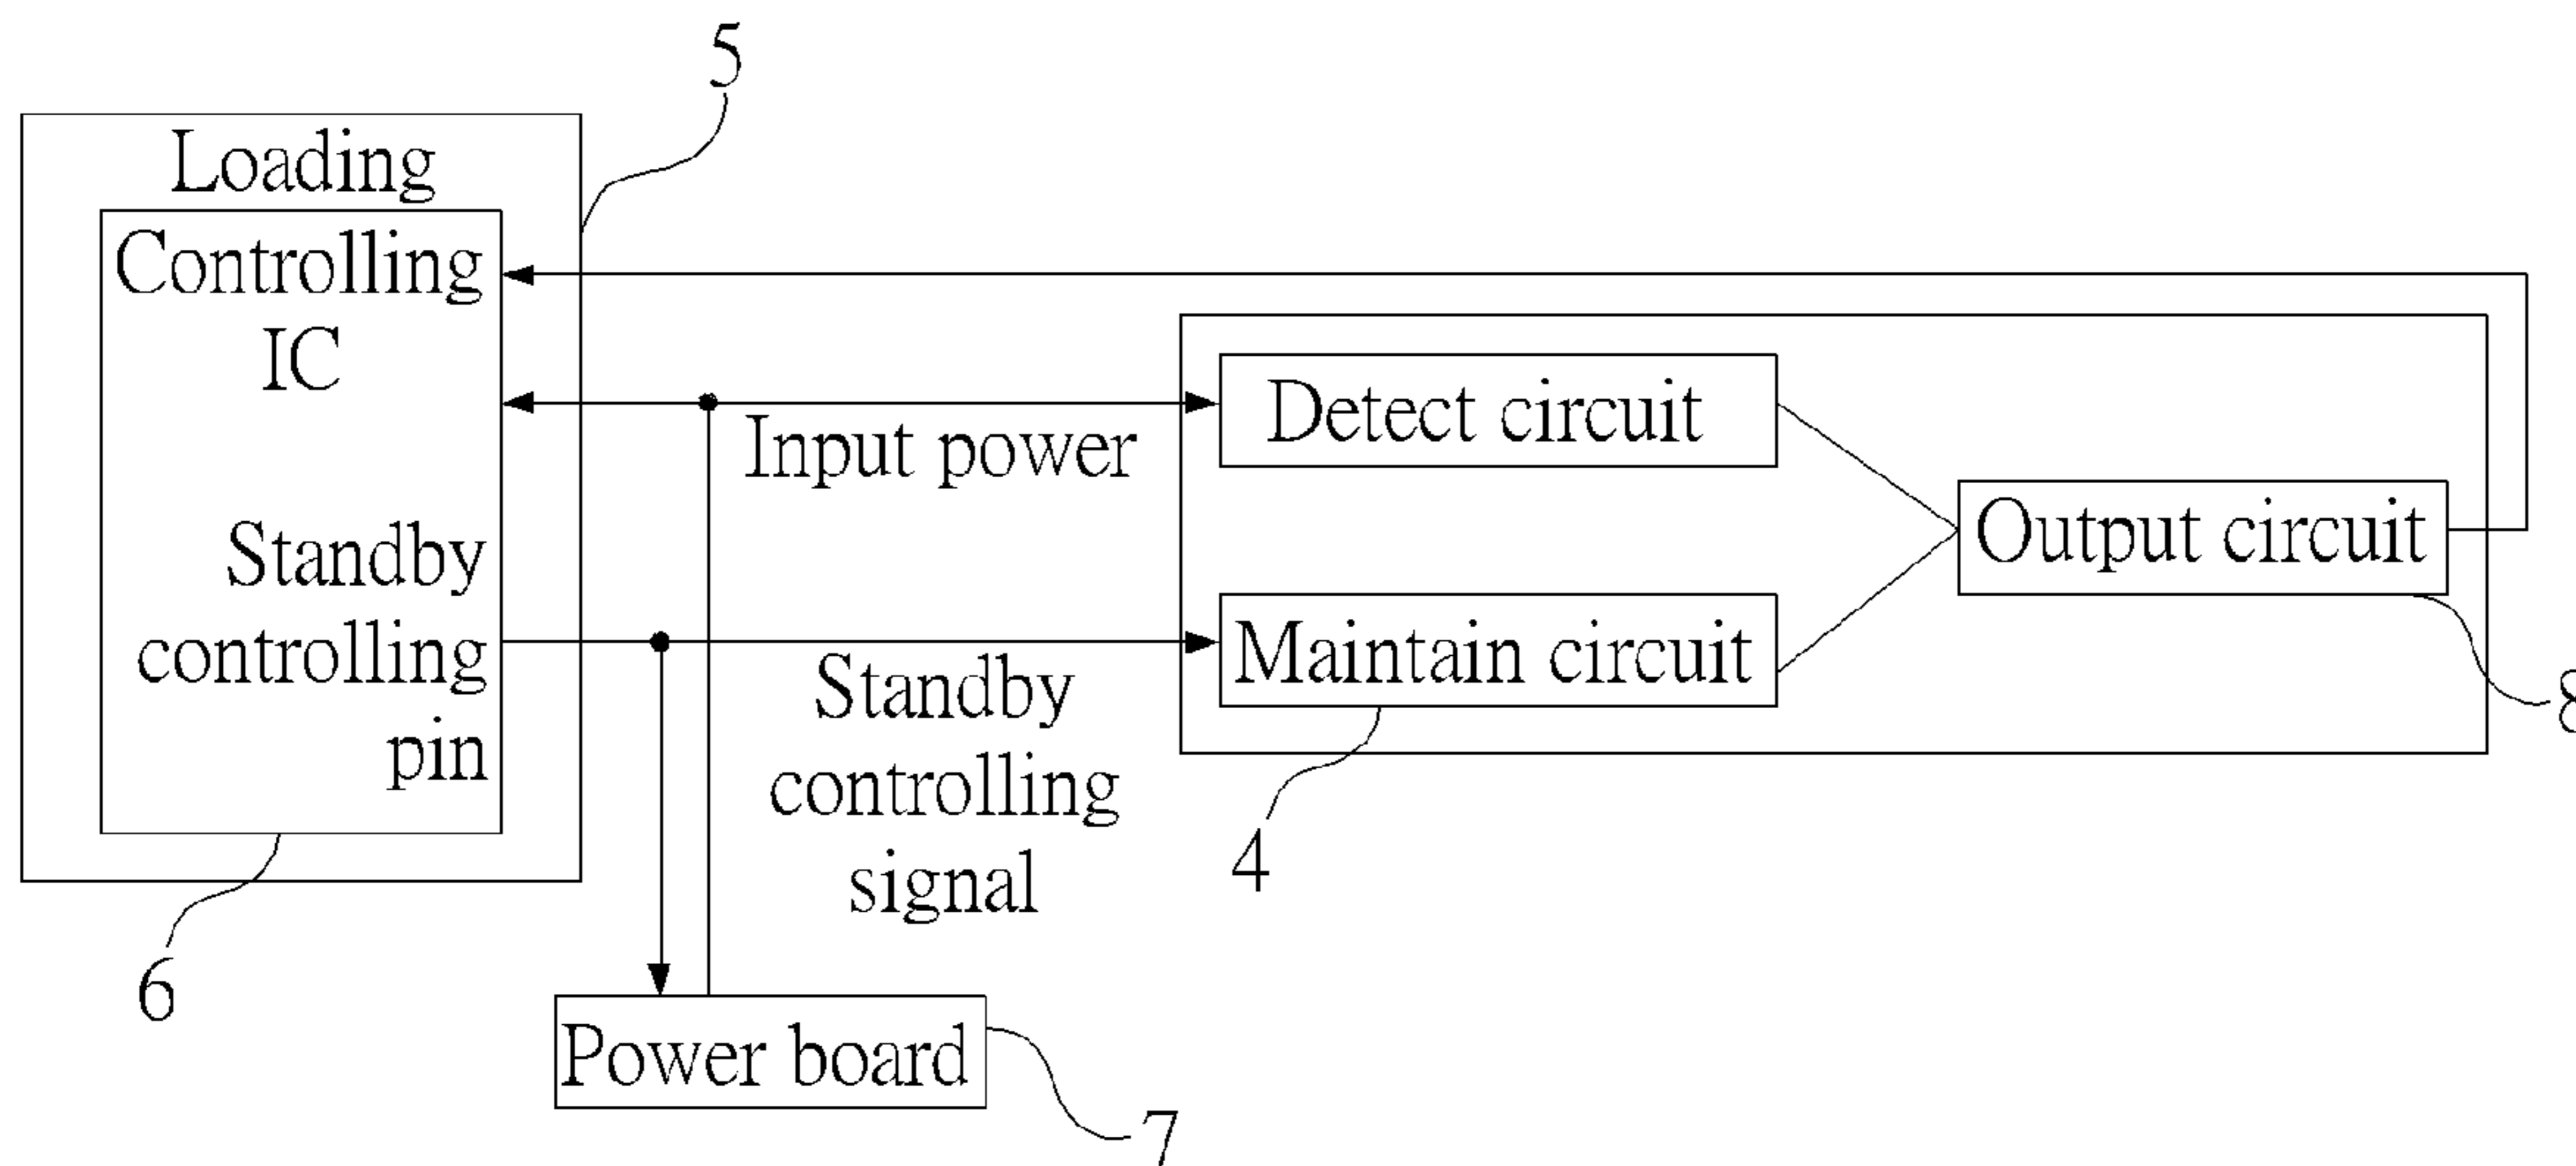 5
Loading
Controlling
IC
Standby
controlling
pin
Input power
Standby
controlling
signal
Detect circuit
Maintain circuit
Output circuit
8
4
6
Power board
7